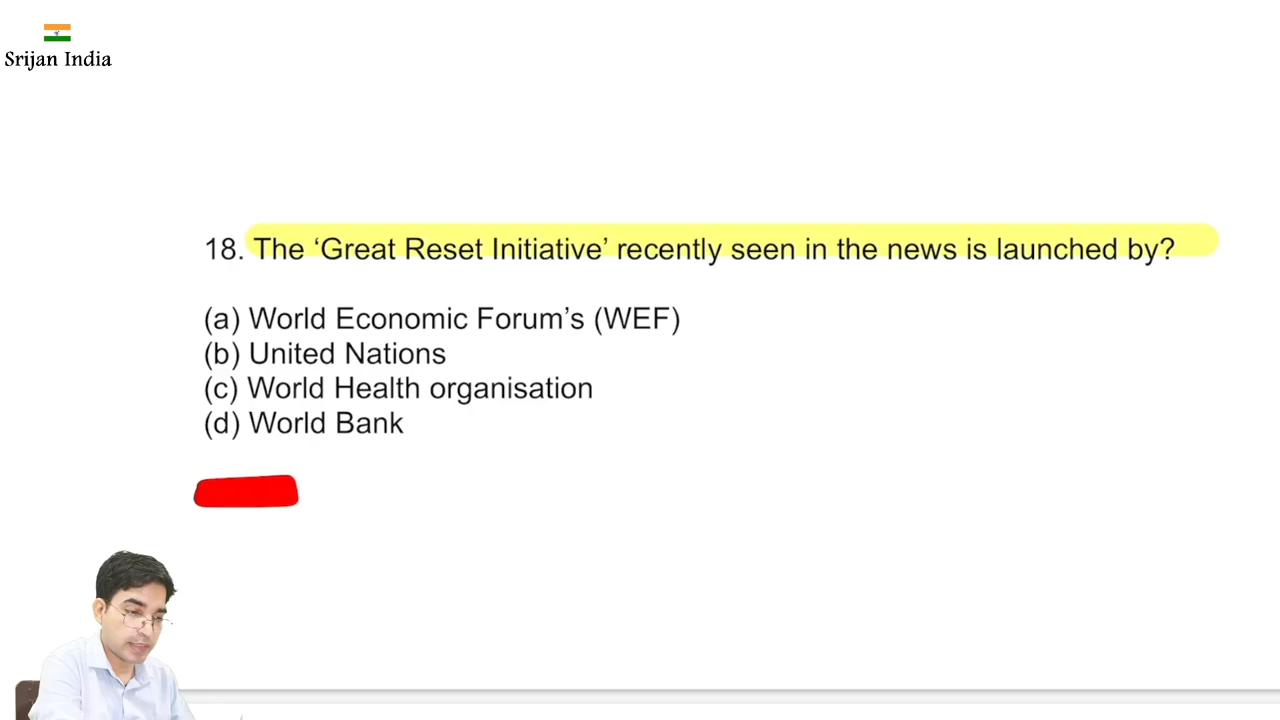 Srijan India
18. The ‘Great Reset Initiative’ recently seen in the news is launched by?
(a) World Economic Forum’s (WEF)
(b) United Nations
(c) World Health organisation
(d) World Bank